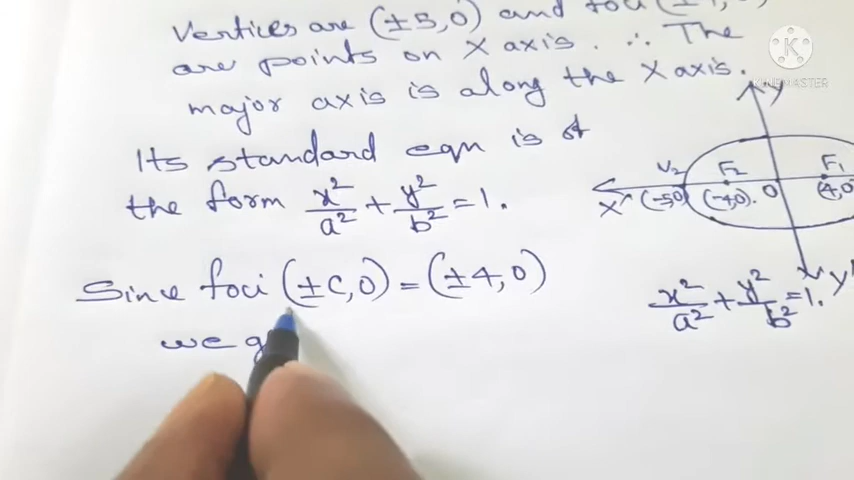 Vertices are (±5,0) and foci
are points on X axis. ∴ The
major axis is along the X axis.
Its standard eqn is of
the form x²/a² + y²/b² = 1.
Since foci (±C,0) = (±4,0)
we g
K
KINEMASTER
y
V₂ F₂ F₁
X' (-5,0) (-4,0). O (4,0
y'
x²/a² + y²/b² = 1.